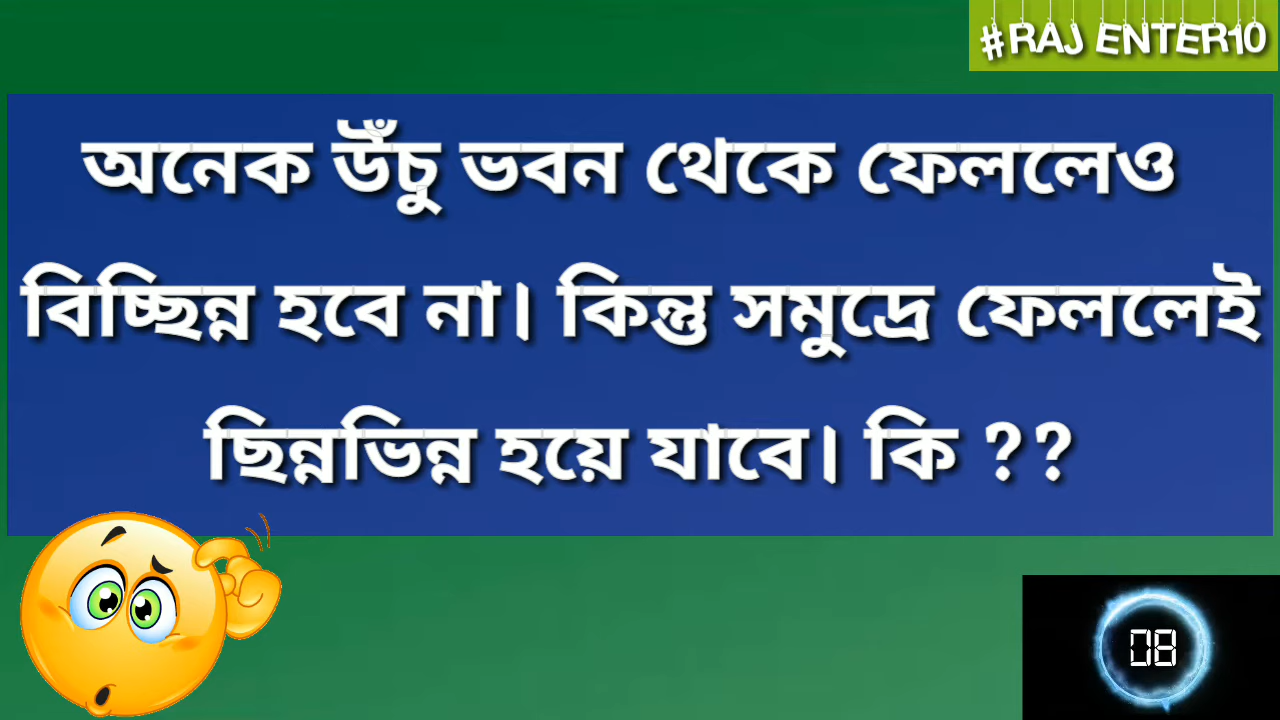 #RAJ ENTER10
অনেক উঁচু ভবন থেকে ফেললেও
বিচ্ছিন্ন হবে না। কিন্তু সমুদ্রে ফেললেই
ছিন্নভিন্ন হয়ে যাবে। কি ??
08